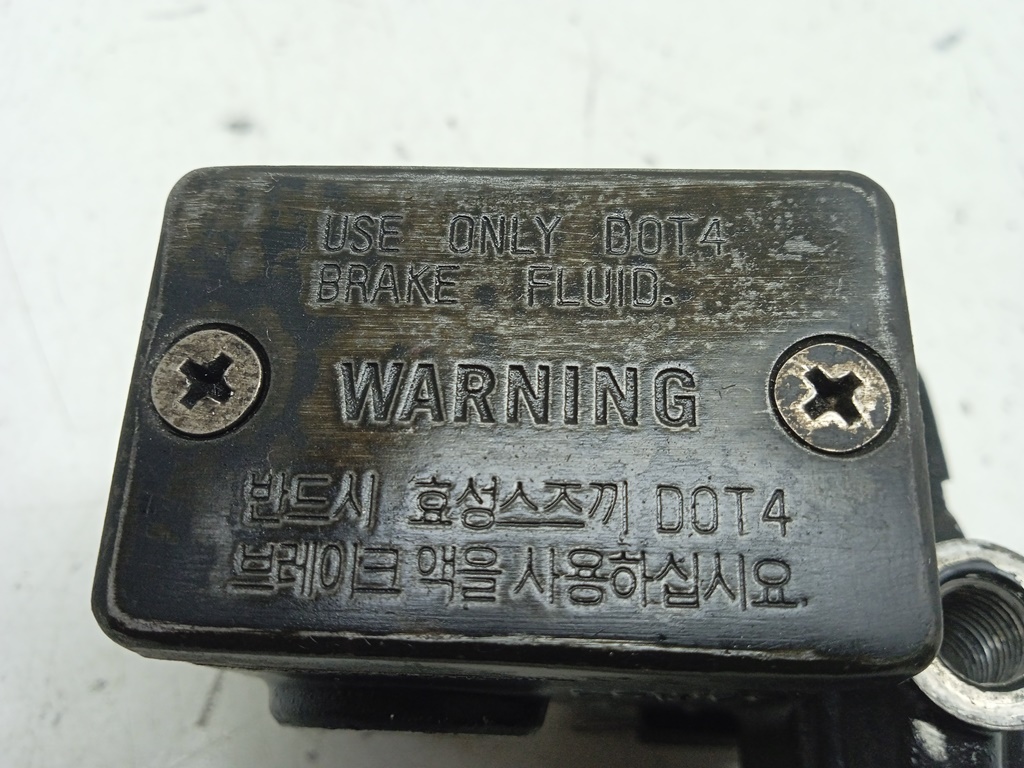 USE ONLY DOT4
BRAKE FLUID.
WARNING
반드시 효성스즈끼 DOT4
브레이크 액을 사용하십시요.